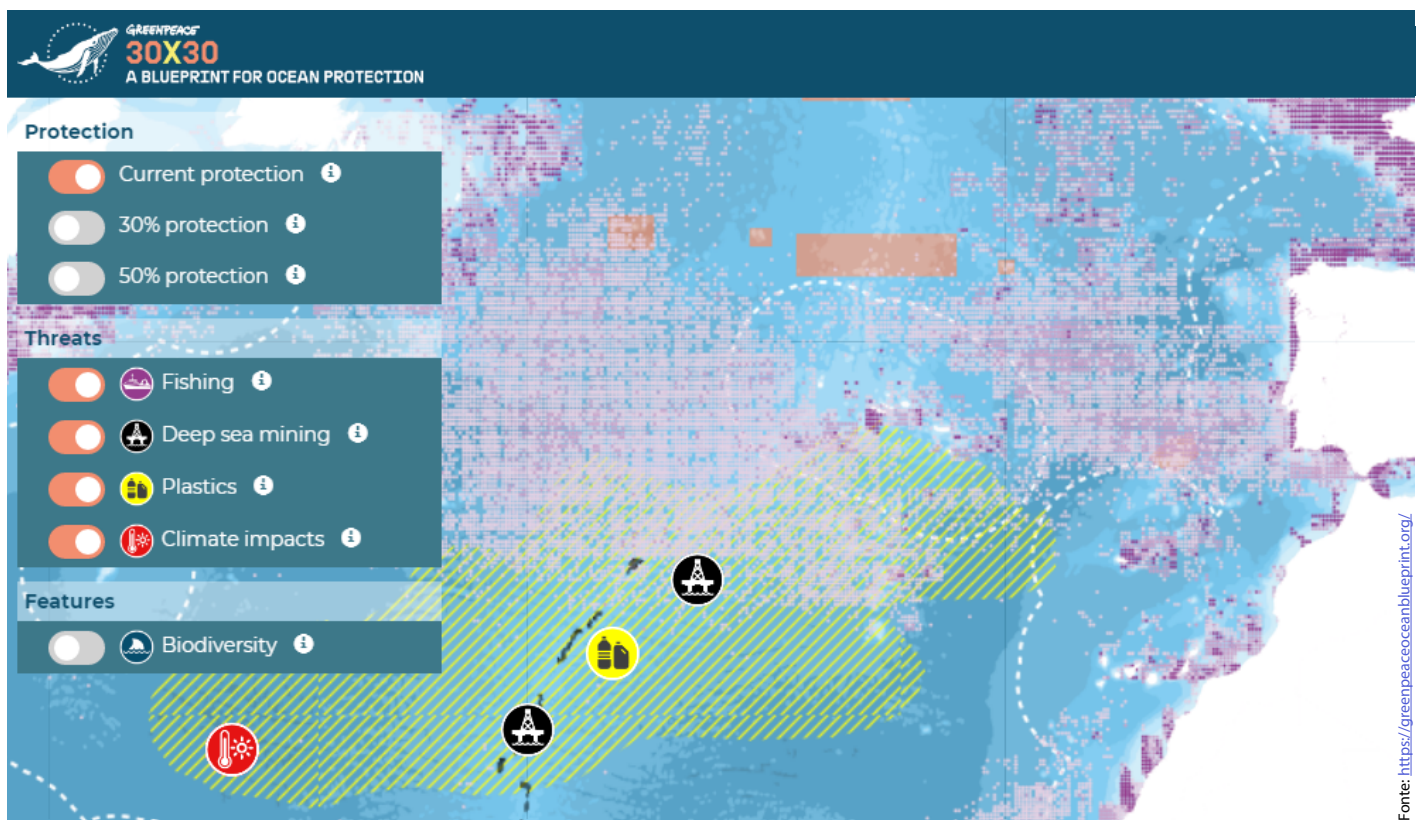 GREENPEACE
30X30
A BLUEPRINT FOR OCEAN PROTECTION
Protection
Current protection
30% protection
50% protection
Threats
Fishing
Deep sea mining
Plastics
Climate impacts
Features
Biodiversity
Fonte: https://greenpeaceoceanblueprint.org/